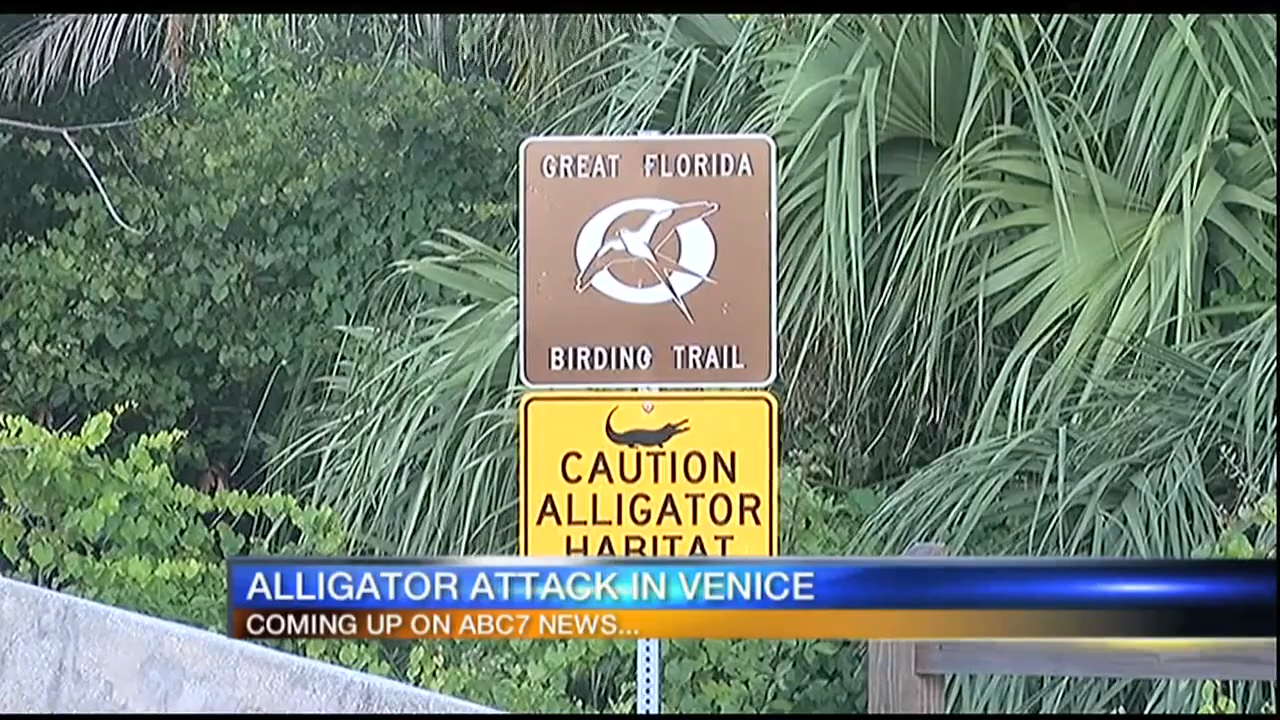 GREAT FLORIDA
BIRDING TRAIL
CAUTION
ALLIGATOR
HABITAT
ALLIGATOR ATTACK IN VENICE
COMING UP ON ABC7 NEWS...